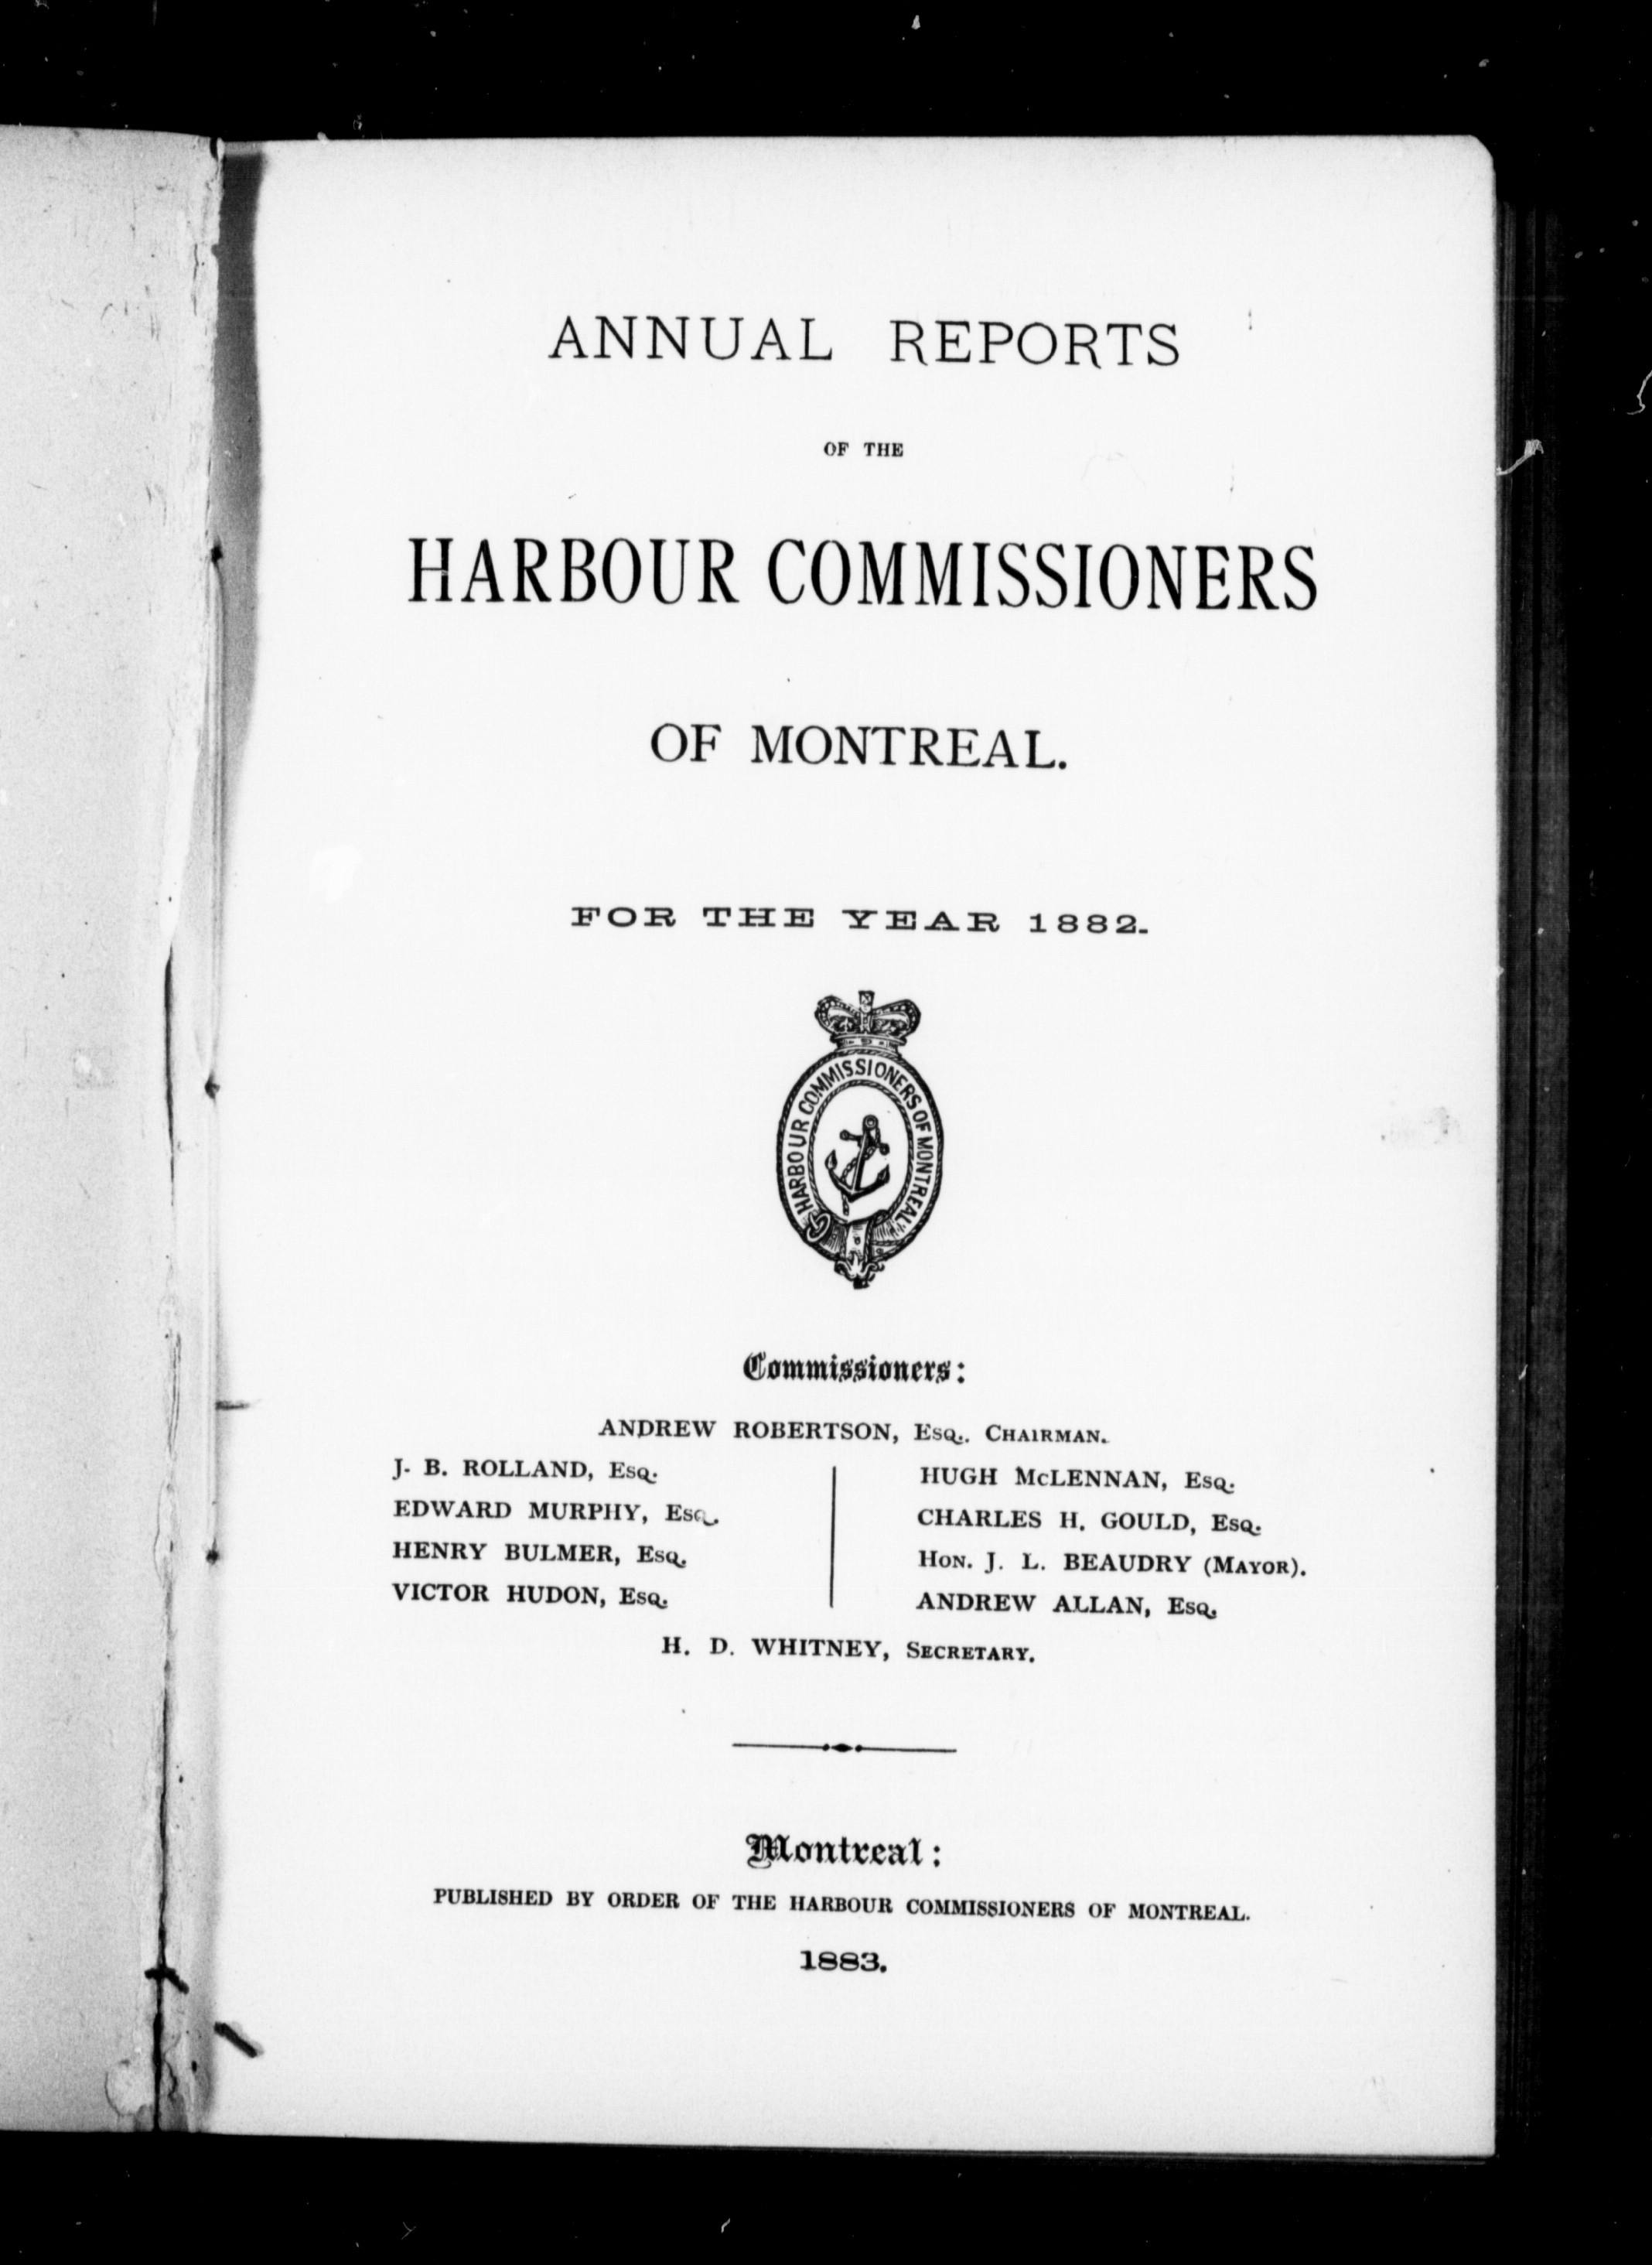 ANNUAL REPORTS
OF THE
HARBOUR COMMISSIONERS
OF MONTREAL.
FOR THE YEAR 1882.
HARBOUR COMMISSIONERS OF MONTREAL
Commissioners:
ANDREW ROBERTSON, ESQ.. CHAIRMAN.
J. B. ROLLAND, ESQ.
EDWARD MURPHY, ESQ.
HENRY BULMER, ESQ.
VICTOR HUDON, ESQ.
HUGH McLENNAN, ESQ.
CHARLES H. GOULD, ESQ.
HON. J. L. BEAUDRY (MAYOR).
ANDREW ALLAN, ESQ.
H. D. WHITNEY, SECRETARY.
Montreal:
PUBLISHED BY ORDER OF THE HARBOUR COMMISSIONERS OF MONTREAL.
1883.